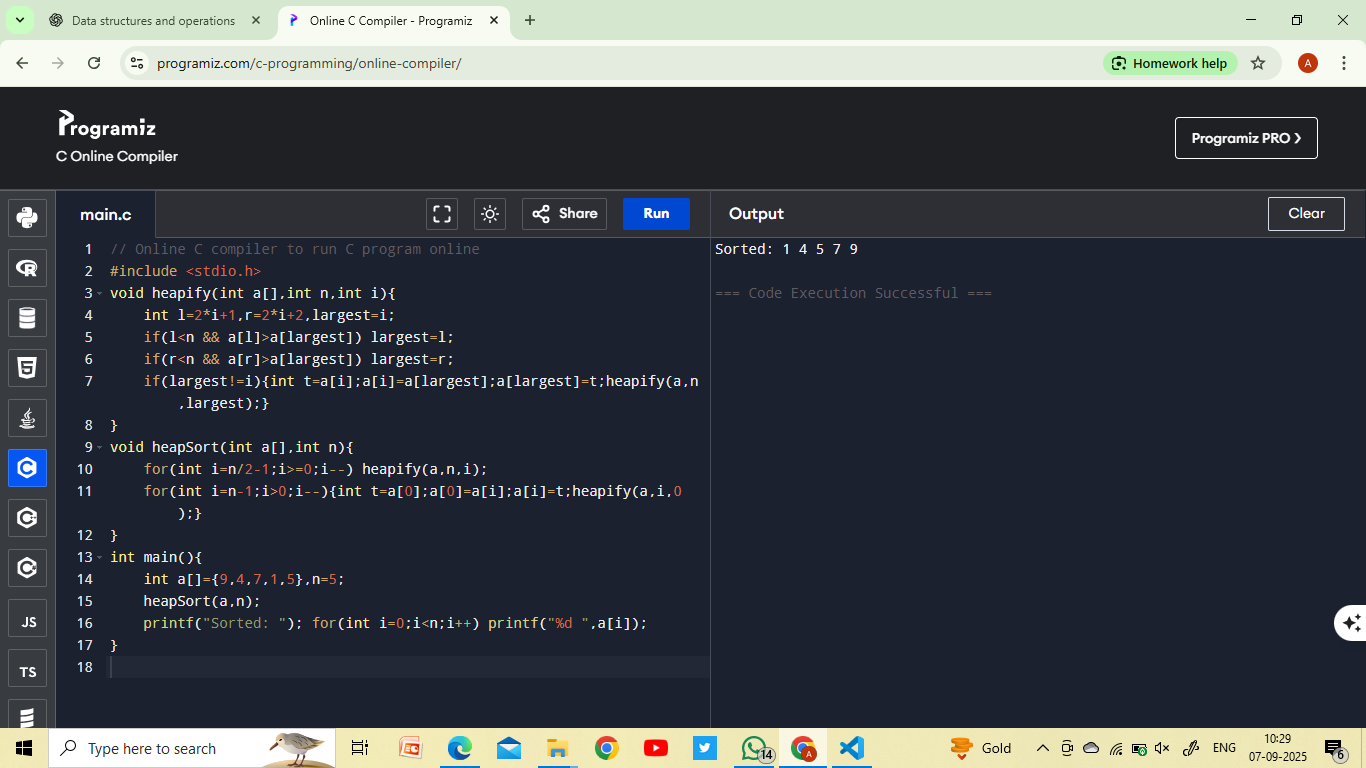 Data structures and operations
Online C Compiler - Programiz
programiz.com/c-programming/online-compiler/
Homework help
A
Programiz
C Online Compiler
Programiz PRO
main.c
Share
Run
Output
Clear
1 // Online C compiler to run C program online
2 #include <stdio.h>
3 void heapify(int a[],int n,int i){
4 int l=2*i+1,r=2*i+2,largest=i;
5 if(l<n && a[l]>a[largest]) largest=l;
6 if(r<n && a[r]>a[largest]) largest=r;
7 if(largest!=i){int t=a[i];a[i]=a[largest];a[largest]=t;heapify(a,n
,largest);}
8 }
9 void heapSort(int a[],int n){
10 for(int i=n/2-1;i>=0;i--) heapify(a,n,i);
11 for(int i=n-1;i>0;i--){int t=a[0];a[0]=a[i];a[i]=t;heapify(a,i,0
);}
12 }
13 int main(){
14 int a[]={9,4,7,1,5},n=5;
15 heapSort(a,n);
16 printf("Sorted: "); for(int i=0;i<n;i++) printf("%d ",a[i]);
17 }
18
Sorted: 1 4 5 7 9
=== Code Execution Successful ===
JS
TS
Type here to search
14
A
Gold
ENG
10:29
07-09-2025
6